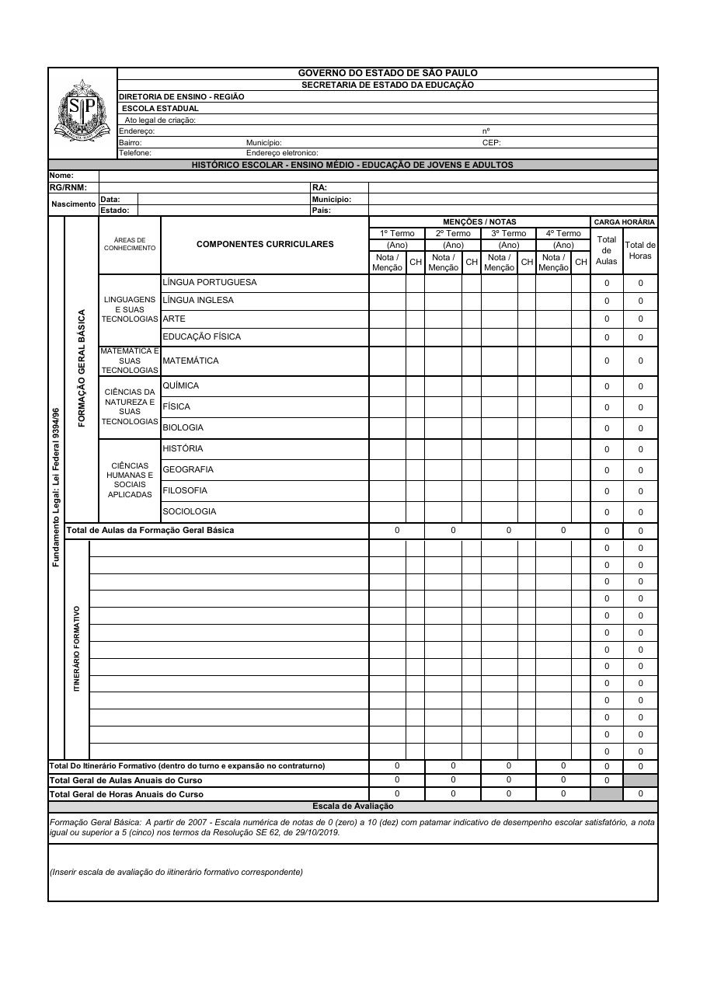 GOVERNO DO ESTADO DE SÃO PAULO
SECRETARIA DE ESTADO DA EDUCAÇÃO
SP
DIRETORIA DE ENSINO - REGIÃO
ESCOLA ESTADUAL
Ato legal de criação:
Endereço: nº
Bairro: Município: CEP:
Telefone: Endereço eletronico:
HISTÓRICO ESCOLAR - ENSINO MÉDIO - EDUCAÇÃO DE JOVENS E ADULTOS
Nome:
RG/RNM: RA:
Nascimento Data: Município:
Estado: País:
Fundamento Legal: Lei Federal 9394/96
FORMAÇÃO GERAL BÁSICA
ÁREAS DE
CONHECIMENTO
COMPONENTES CURRICULARES
MENÇÕES / NOTAS CARGA HORÁRIA
1º Termo 2º Termo 3º Termo 4º Termo
(Ano) (Ano) (Ano) (Ano)
Nota /
Menção CH Nota /
Menção CH Nota /
Menção CH Nota /
Menção CH
Total
de
Aulas
Total de
Horas
LINGUAGENS
E SUAS
TECNOLOGIAS
LÍNGUA PORTUGUESA 0 0
LÍNGUA INGLESA 0 0
ARTE 0 0
EDUCAÇÃO FÍSICA 0 0
MATEMÁTICA E
SUAS
TECNOLOGIAS
MATEMÁTICA 0 0
CIÊNCIAS DA
NATUREZA E
SUAS
TECNOLOGIAS
QUÍMICA 0 0
FÍSICA 0 0
BIOLOGIA 0 0
CIÊNCIAS
HUMANAS E
SOCIAIS
APLICADAS
HISTÓRIA 0 0
GEOGRAFIA 0 0
FILOSOFIA 0 0
SOCIOLOGIA 0 0
Total de Aulas da Formação Geral Básica 0 0 0 0 0 0
ITINERÁRIO FORMATIVO
0 0
0 0
0 0
0 0
0 0
0 0
0 0
0 0
0 0
0 0
0 0
0 0
0 0
Total Do Itinerário Formativo (dentro do turno e expansão no contraturno) 0 0 0 0 0 0
Total Geral de Aulas Anuais do Curso 0 0 0 0 0
Total Geral de Horas Anuais do Curso 0 0 0 0 0
Escala de Avaliação
Formação Geral Básica: A partir de 2007 - Escala numérica de notas de 0 (zero) a 10 (dez) com patamar indicativo de desempenho escolar satisfatório, a nota
igual ou superior a 5 (cinco) nos termos da Resolução SE 62, de 29/10/2019.
(Inserir escala de avaliação do iitinerário formativo correspondente)